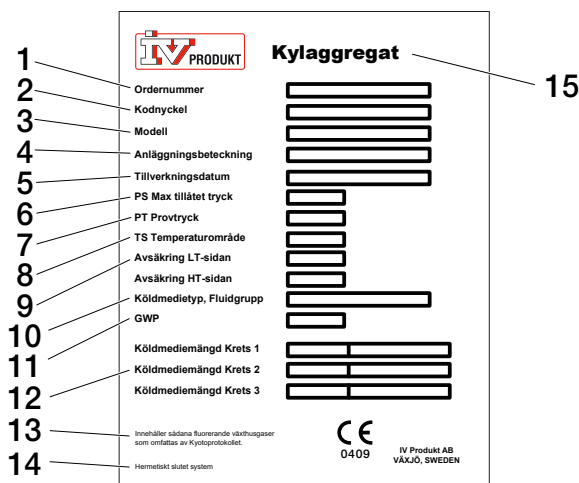 IV
PRODUKT
Kylaggregat
15
1
Ordernummer
2
Kodnyckel
3
Modell
4
Anläggningsbeteckning
5
Tillverkningsdatum
6
PS Max tillåtet tryck
7
PT Provtryck
8
TS Temperaturområde
9
Avsäkring LT-sidan
Avsäkring HT-sidan
10
Köldmedietyp, Fluidgrupp
11
GWP
Köldmediemängd Krets 1
12
Köldmediemängd Krets 2
Köldmediemängd Krets 3
13
Innehåller sådana fluorerande växthusgaser
som omfattas av Kyotoprotokollet.
14
Hermetiskt slutet system
CE
0409
IV Produkt AB
VÄXJÖ, SWEDEN